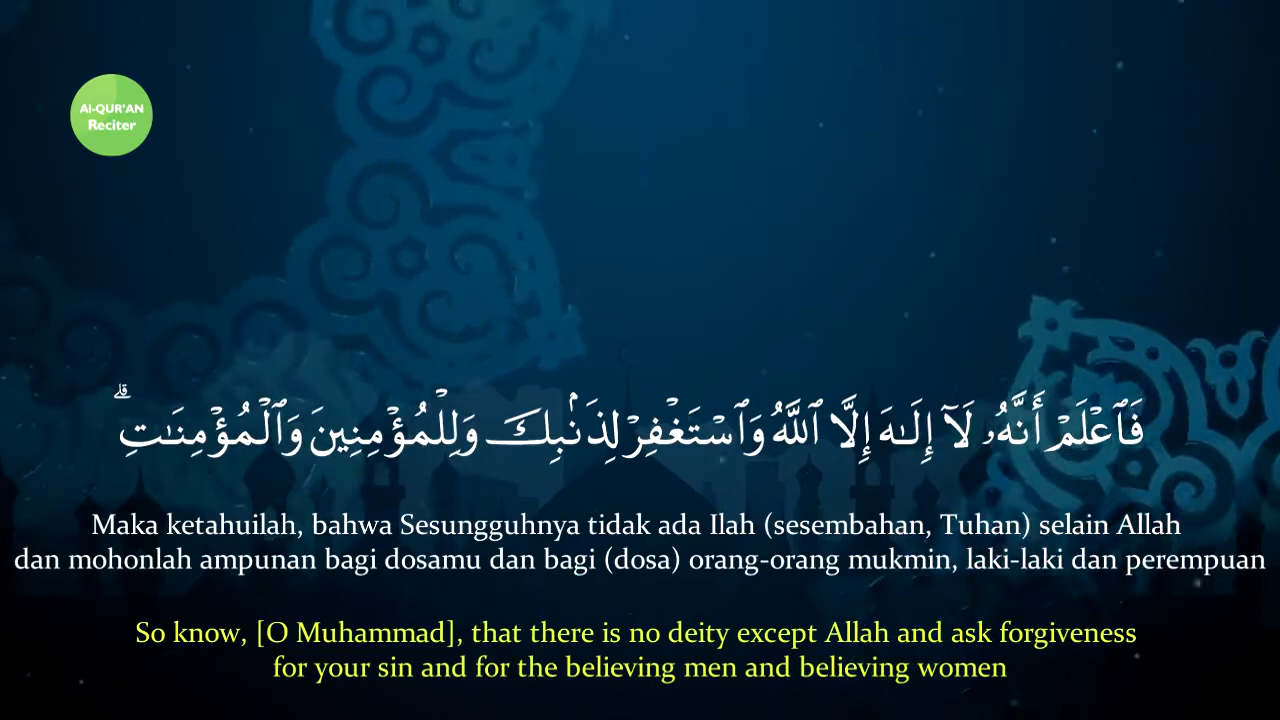 Al-QUR'AN
Reciter
فَٱعْلَمْ أَنَّهُۥ لَآ إِلَـٰهَ إِلَّا ٱللَّهُ وَٱسْتَغْفِرْ لِذَنۢبِكَ وَلِلْمُؤْمِنِينَ وَٱلْمُؤْمِنَـٰتِ ۗ
Maka ketahuilah, bahwa Sesungguhnya tidak ada Ilah (sesembahan, Tuhan) selain Allah
dan mohonlah ampunan bagi dosamu dan bagi (dosa) orang-orang mukmin, laki-laki dan perempuan
So know, [O Muhammad], that there is no deity except Allah and ask forgiveness
for your sin and for the believing men and believing women